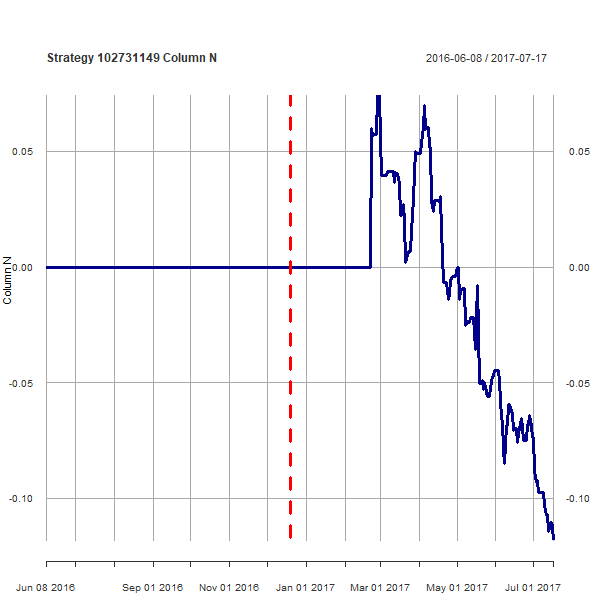 Strategy 102731149 Column N
2016-06-08 / 2017-07-17
Column N
0.05
0.00
-0.05
-0.10
0.05
0.00
-0.05
-0.10
Jun 08 2016
Sep 01 2016
Nov 01 2016
Jan 01 2017
Mar 01 2017
May 01 2017
Jul 01 2017